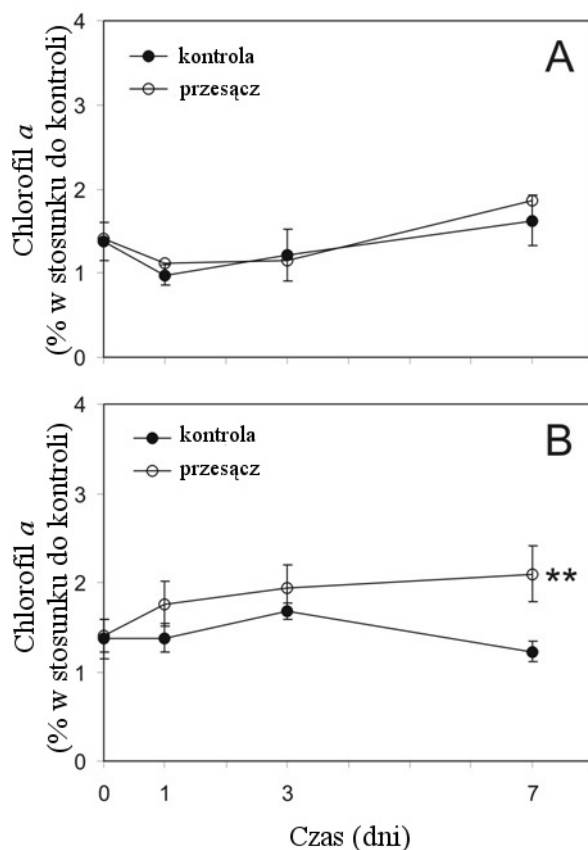 4
3
2
1
0
Chlorofil a
(% w stosunku do kontroli)
kontrola
przesącz
A
4
3
2
1
0
Chlorofil a
(% w stosunku do kontroli)
kontrola
przesącz
B
**
0 1 3 7
Czas (dni)